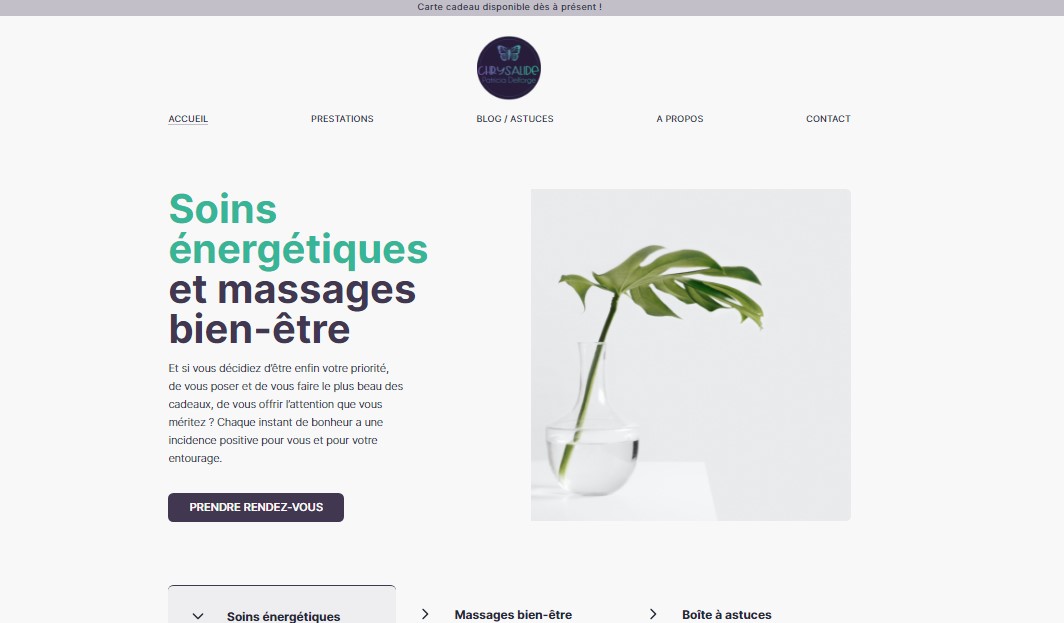 Carte cadeau disponible dès à présent !
CHRYSALIDE
ACCUEIL
PRESTATIONS
BLOG / ASTUCES
A PROPOS
CONTACT
Soins
énergétiques
et massages
bien-être
Et si vous décidiez d'être enfin votre priorité,
de vous poser et de vous faire le plus beau des
cadeaux, de vous offrir l'attention que vous
méritez ? Chaque instant de bonheur a une
incidence positive pour vous et pour votre
entourage.
PRENDRE RENDEZ-VOUS
Soins énergétiques
Massages bien-être
Boîte à astuces